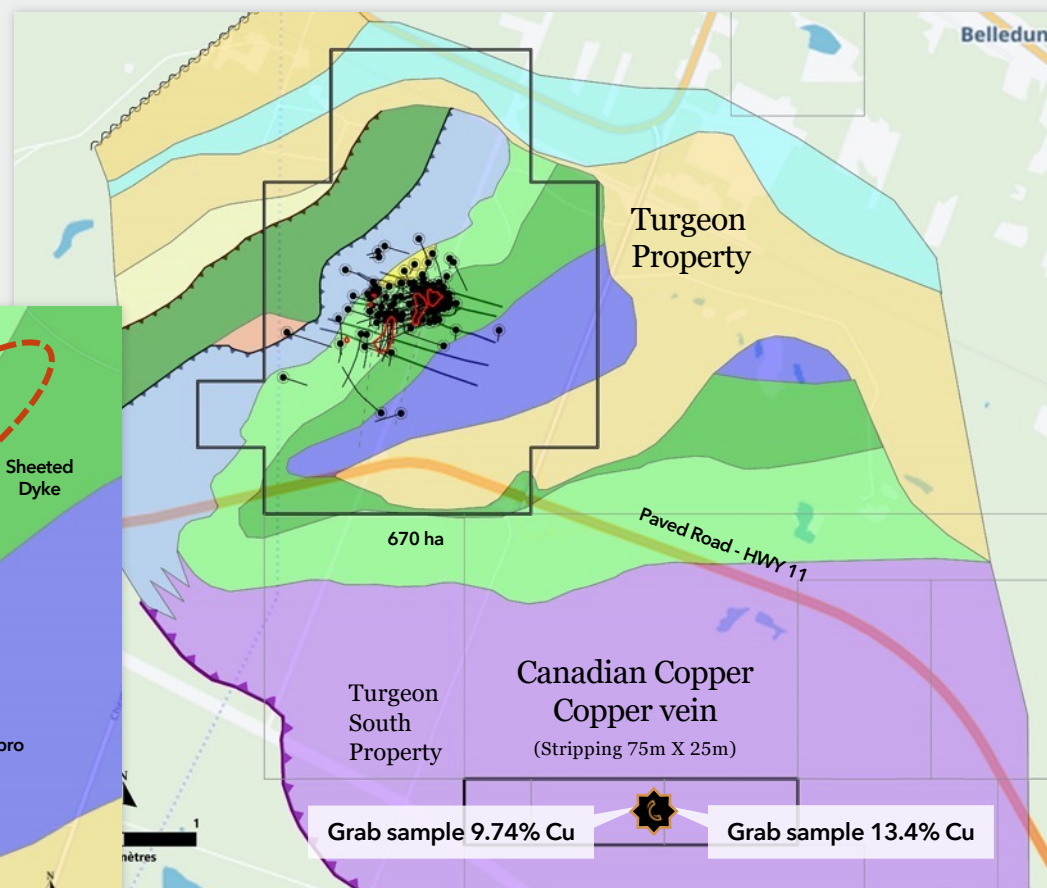 Belledun
Turgeon
Property
Sheeted
Dyke
670 ha
Paved Road - HWY 11
Canadian Copper
Copper vein
(Stripping 75m X 25m)
Turgeon
South
Property
N
1
mètres
Grab sample 9.74% Cu
Grab sample 13.4% Cu
N